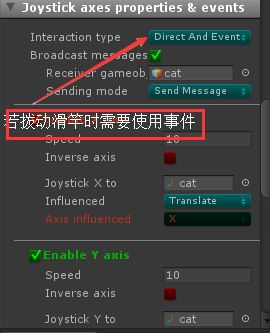 Joystick axes properties & events
Interaction type Direct And Event
Broadcast messages
Receiver gameob cat
Sending mode Send Message
若拨动滑竿时需要使用事件
Speed 10
Inverse axis
Joystick X to cat
Influenced Translate
Axis influenced X
Enable Y axis
Speed 10
Inverse axis
Joystick Y to cat